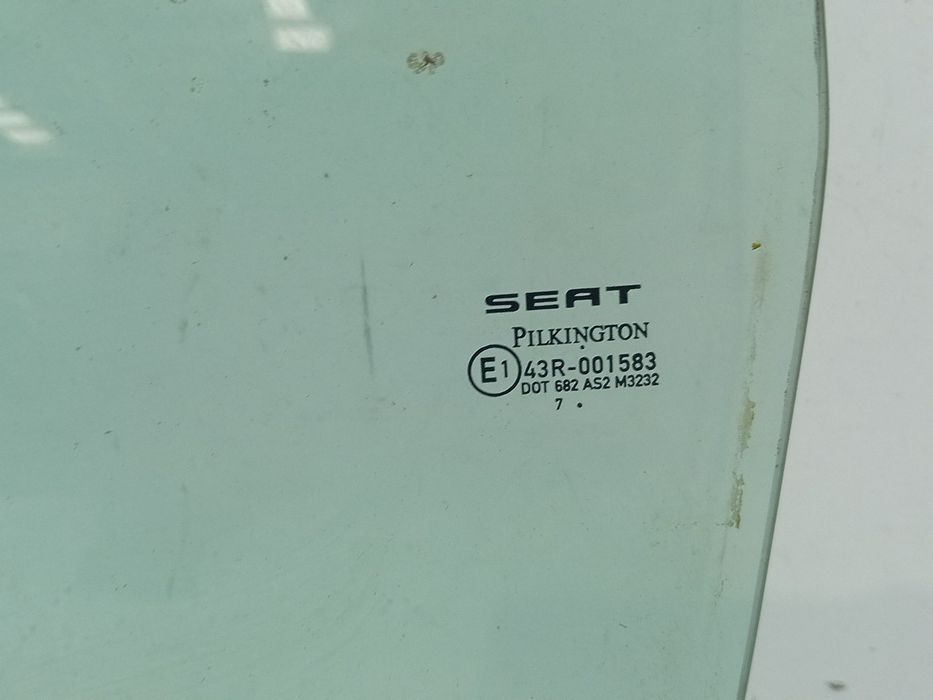 SEAT
PILKINGTON
E1 43R-001583
DOT 682 AS2 M3232
7 .